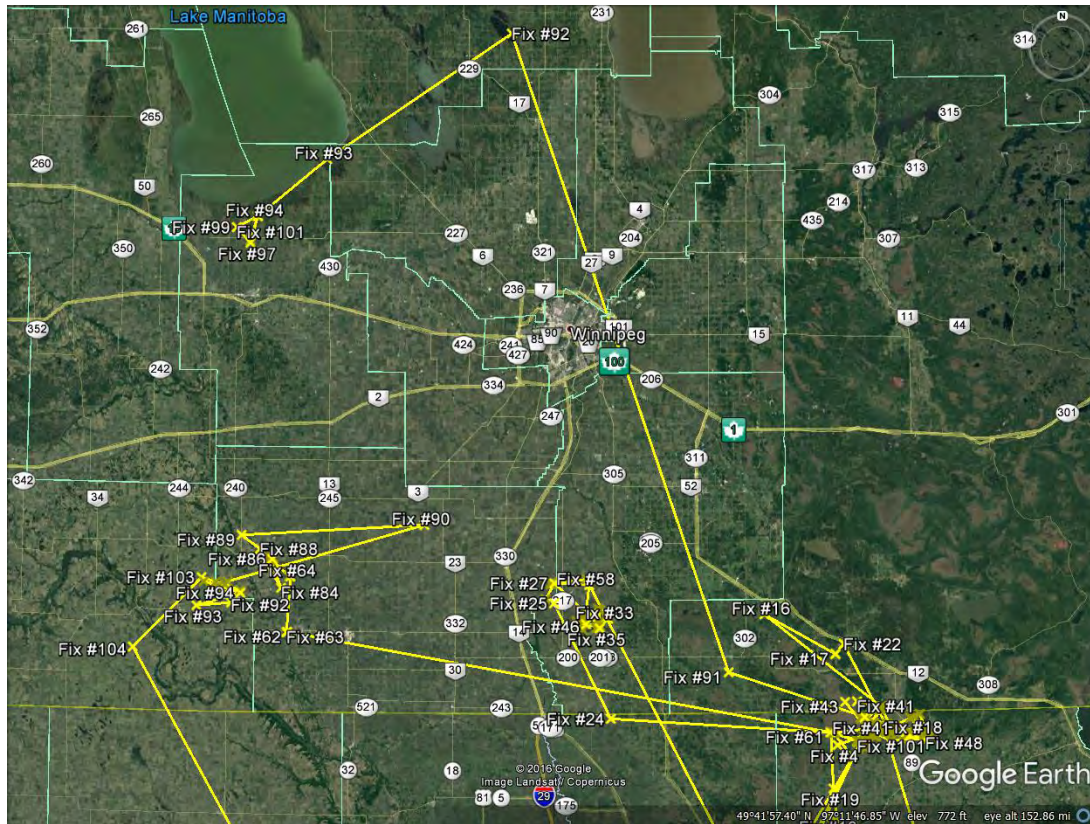 Lake Manitoba
261
231
N
Fix #92
314
229
17
304
315
265
260
Fix #93
317
313
50
214
Fix #94
4
435
Fix #99
Fix #101
227
204
307
350
Fix #97
6
321
27
9
430
236
7
11
44
352
101
Winnipeg
15
90
424
427
100
242
334
206
2
247
1
301
311
305
342
34
244
240
13
245
3
52
Fix #90
Fix #89
205
Fix #88
330
Fix #86
23
Fix #64
Fix #103
Fix #27
Fix #58
Fix #94
Fix #84
Fix #92
Fix #25
Fix #93
Fix #16
Fix #33
332
Fix #46
Fix #62
Fix #63
14
Fix #35
302
Fix #22
Fix #104
200
201
Fix #17
30
Fix #91
12
308
521
243
Fix #43
Fix #41
Fix #24
Fix #41
Fix #18
Fix #61
Fix #48
Fix #4
Fix #101
89
32
18
© 2016 Google
Image Landsat / Copernicus
Google Earth
81
5
29
175
Fix #19
49°41'57.40" N 97°11'46.85" W elev 772 ft eye alt 152.86 mi